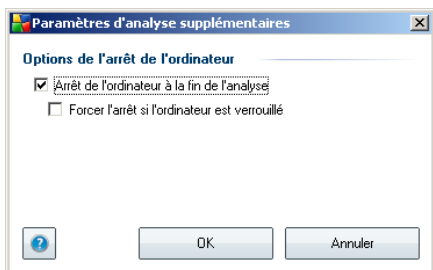 Paramètres d'analyse supplémentaires
Options de l'arrêt de l'ordinateur
Arrêt de l'ordinateur à la fin de l'analyse
Forcer l'arrêt si l'ordinateur est verrouillé
?
OK
Annuler